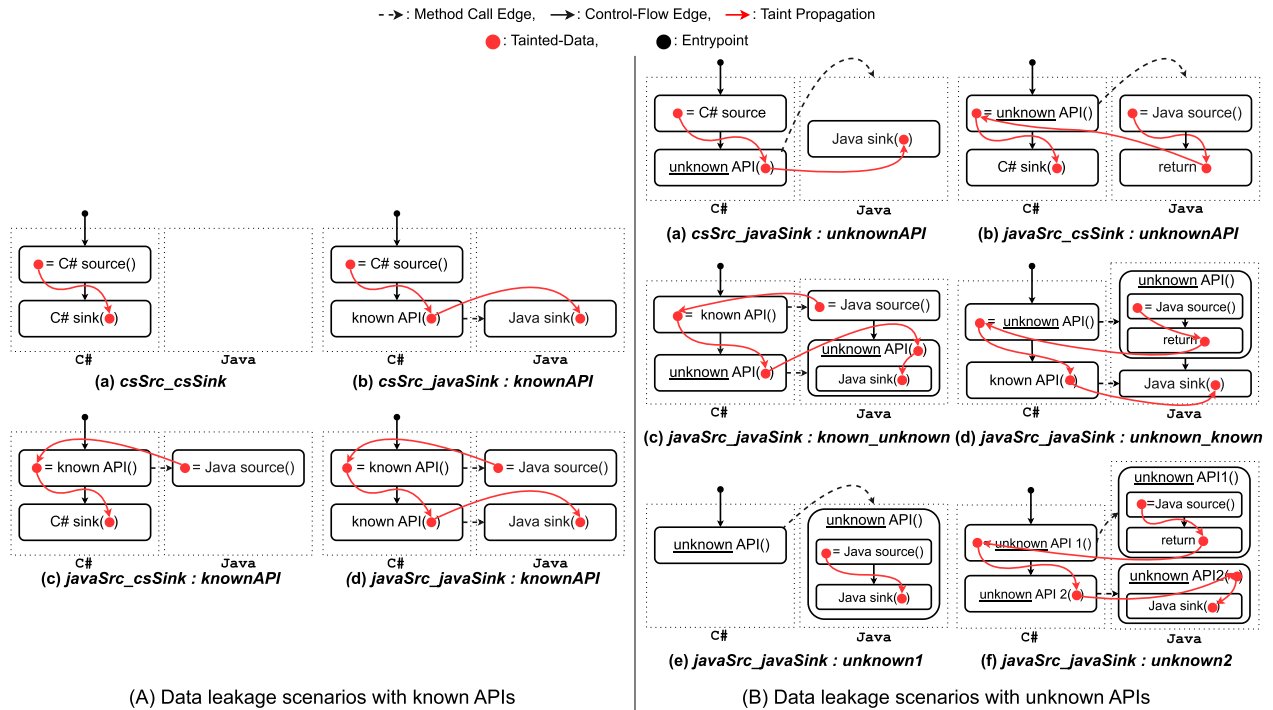 : Method Call Edge, : Control-Flow Edge, : Taint Propagation
: Tainted-Data, : Entrypoint
= C# source()
C# sink( )
C# Java
(a) csSrc_csSink
= C# source()
known API( ) Java sink( )
C# Java
(b) csSrc_javaSink : knownAPI
= known API() = Java source()
C# sink( )
C# Java
(c) javaSrc_csSink : knownAPI
= known API() = Java source()
known API( ) Java sink( )
C# Java
(d) javaSrc_javaSink : knownAPI
(A) Data leakage scenarios with known APIs
= C# source
Java sink( )
unknown API( )
C# Java
(a) csSrc_javaSink : unknownAPI
= unknown API() = Java source()
C# sink( ) return
C# Java
(b) javaSrc_csSink : unknownAPI
= known API() = Java source()
unknown API( )
unknown API( ) Java sink( )
C# Java
(c) javaSrc_javaSink : known_unknown
unknown API()
= Java source()
= unknown API()
return
known API( ) Java sink( )
C# Java
(d) javaSrc_javaSink : unknown_known
unknown API()
unknown API()
= Java source()
Java sink( )
C# Java
(e) javaSrc_javaSink : unknown1
unknown API1()
=Java source()
= unknown API 1() return
unknown API2( )
unknown API 2( )
Java sink( )
C# Java
(f) javaSrc_javaSink : unknown2
(B) Data leakage scenarios with unknown APIs